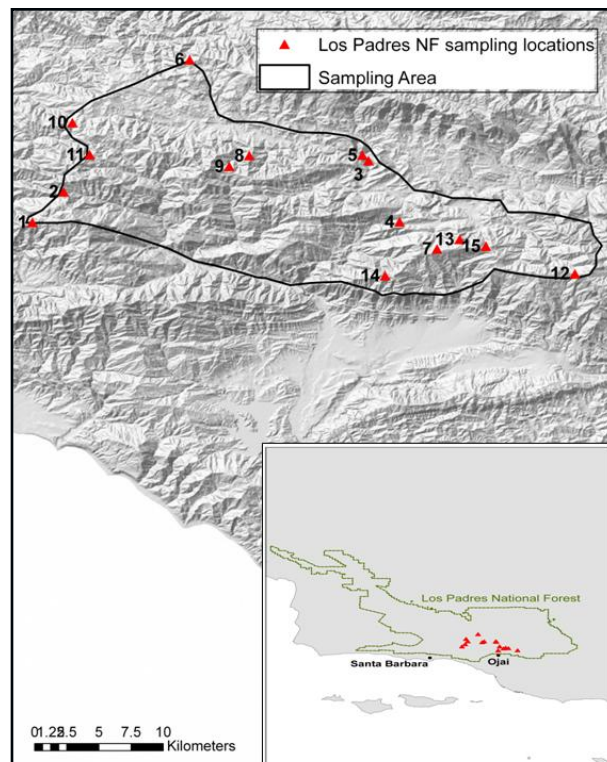 Los Padres NF sampling locations
Sampling Area
6
10
11
5
8
3
9
2
1
4
13
15
7
14
12
Los Padres National Forest
Santa Barbara
Ojai
0 1.25 2.5 5 7.5 10
Kilometers